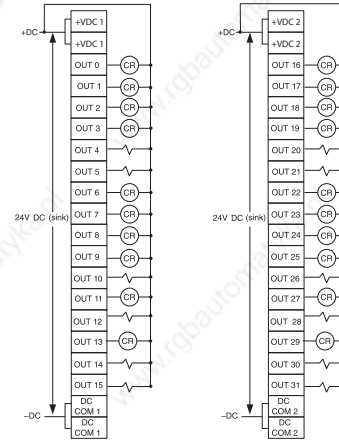 +DC
+VDC 1
+VDC 1
OUT 0 CR
OUT 1 CR
OUT 2 CR
OUT 3 CR
OUT 4
OUT 5
OUT 6 CR
24V DC (sink) OUT 7 CR
OUT 8 CR
OUT 9 CR
OUT 10
OUT 11 CR
OUT 12
OUT 13 CR
OUT 14
OUT 15
DC
COM 1
-DC
DC
COM 1
+DC
+VDC 2
+VDC 2
OUT 16 CR
OUT 17 CR
OUT 18 CR
OUT 19 CR
OUT 20
OUT 21
OUT 22 CR
24V DC (sink) OUT 23 CR
OUT 24 CR
OUT 25 CR
OUT 26
OUT 27 CR
OUT 28
OUT 29 CR
OUT 30
OUT 31
DC
COM 2
-DC
DC
COM 2
www.rgbautom